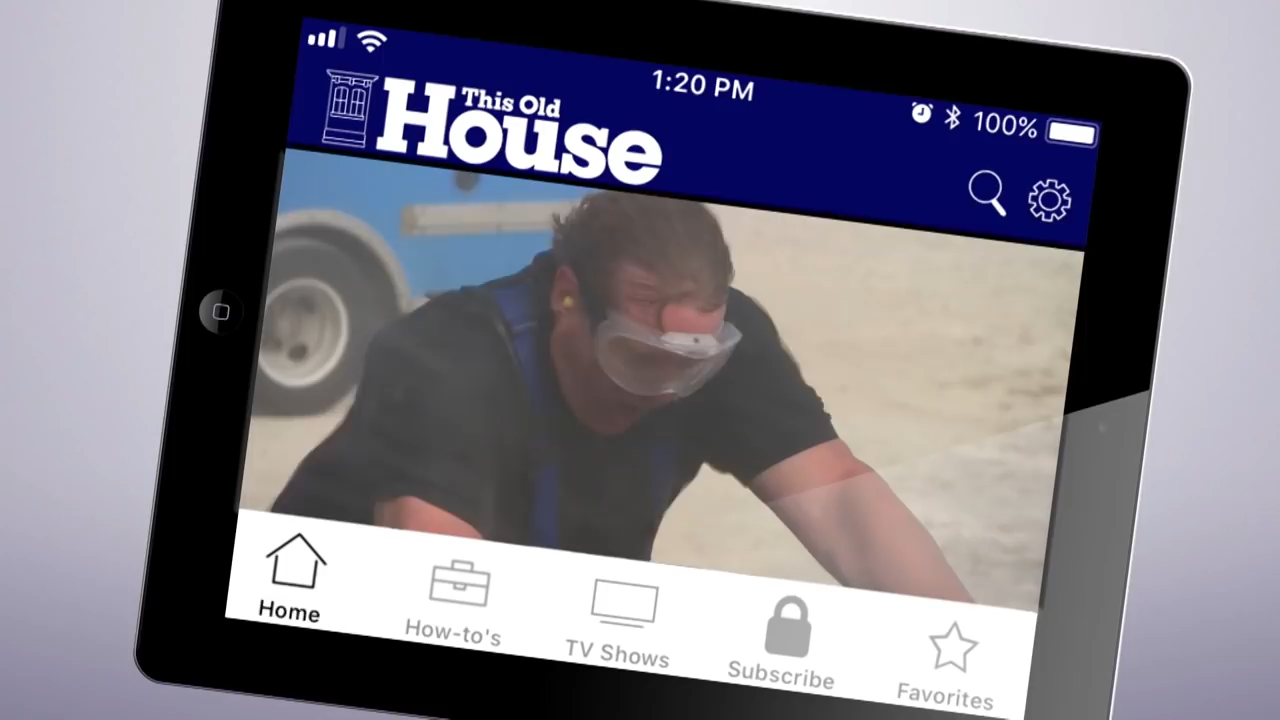 1:20 PM
100%
This Old
House
Home
How-to's
TV Shows
Subscribe
Favorites